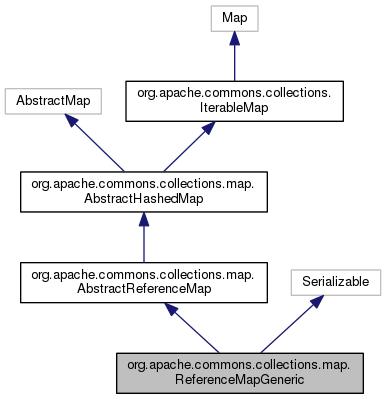 Map
org.apache.commons.collections.
IterableMap
AbstractMap
org.apache.commons.collections.map.
AbstractHashedMap
org.apache.commons.collections.map.
AbstractReferenceMap
Serializable
org.apache.commons.collections.map.
ReferenceMapGeneric